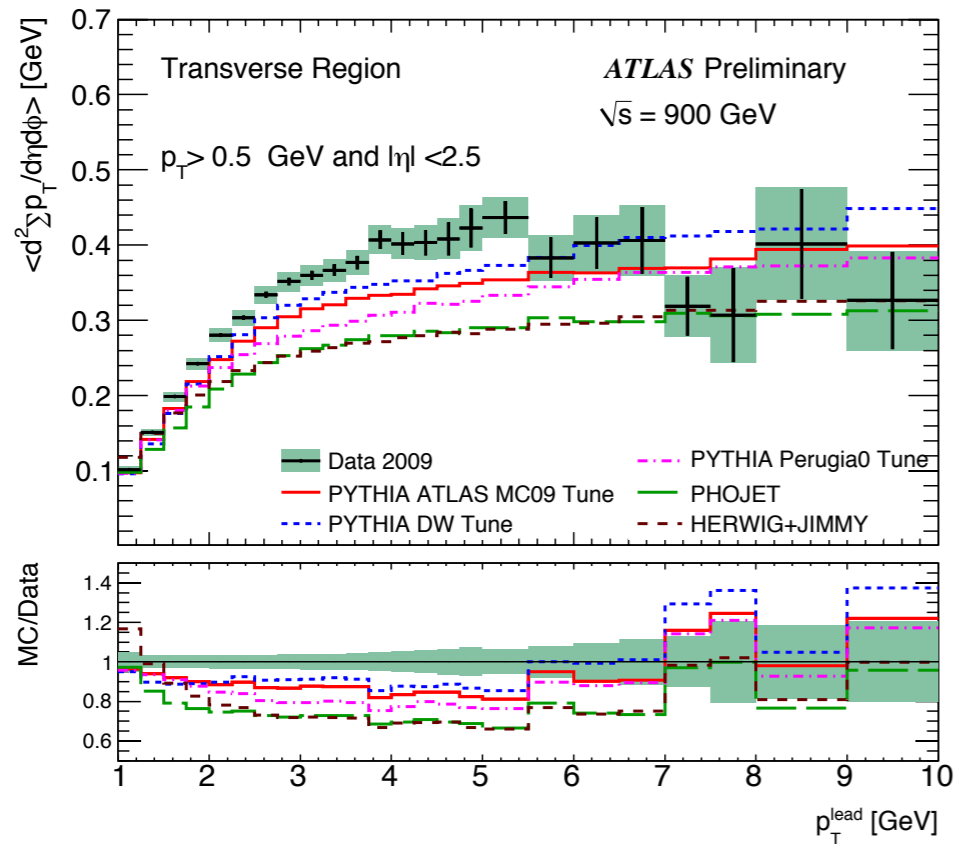 <d²∑p_T/dηdϕ> [GeV]
0.7
0.6
0.5
0.4
0.3
0.2
0.1
Transverse Region
ATLAS Preliminary
√s = 900 GeV
p_T> 0.5 GeV and |η| <2.5
Data 2009
PYTHIA ATLAS MC09 Tune
PYTHIA DW Tune
PYTHIA Perugia0 Tune
PHOJET
HERWIG+JIMMY
MC/Data
1.4
1.2
1
0.8
0.6
1 2 3 4 5 6 7 8 9 10
p_T^lead [GeV]